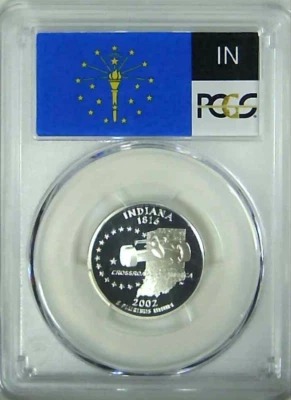 IN
PCGS
INDIANA
1816
CROSSROADS OF AMERICA
2002
E PLURIBUS UNUM